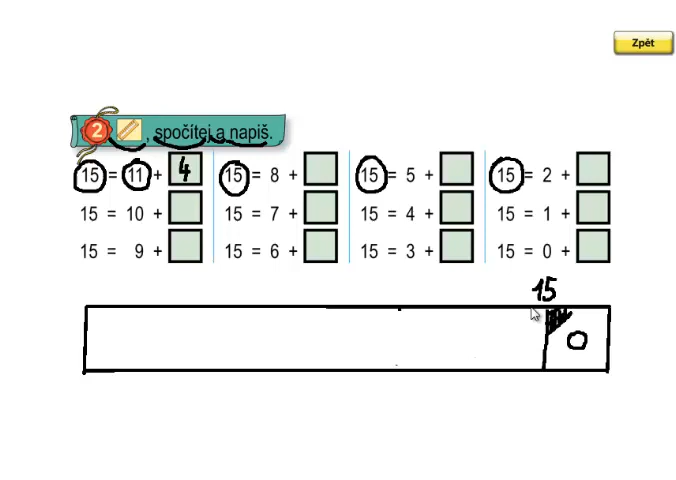 Zpět
2 , spočítej a napiš.
15 = 11 + 4 15 = 8 + 15 = 5 + 15 = 2 +
15 = 10 + 15 = 7 + 15 = 4 + 15 = 1 +
15 = 9 + 15 = 6 + 15 = 3 + 15 = 0 +
15
0